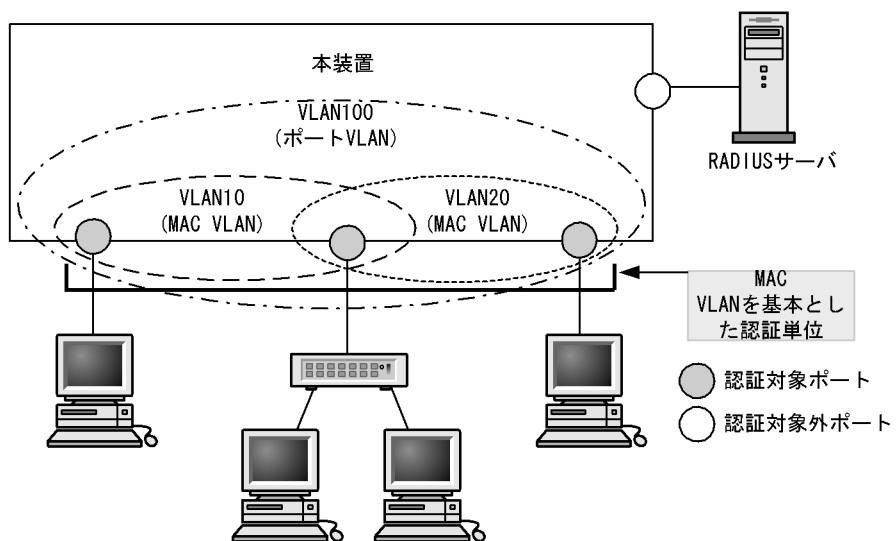 本装置
VLAN100
(ポートVLAN)
RADIUSサーバ
VLAN10
(MAC VLAN)
VLAN20
(MAC VLAN)
MAC
VLANを基本とし
た認証単位
認証対象ポート
認証対象外ポート